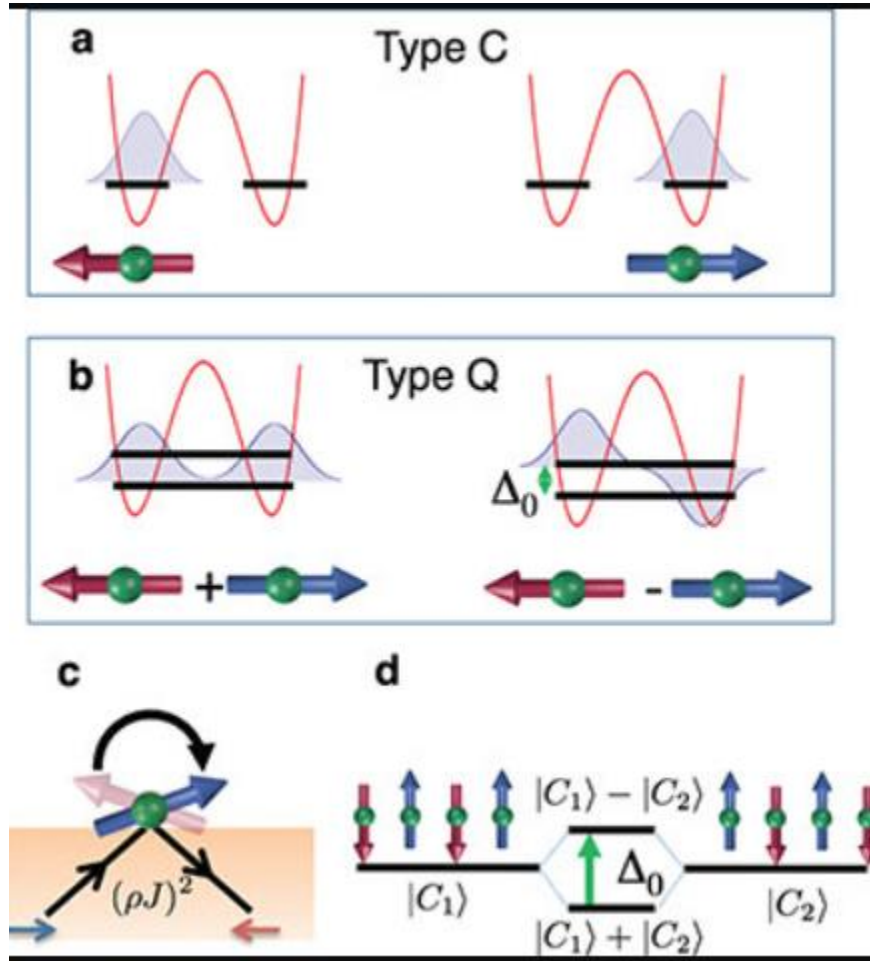 a
Type C
b
Type Q
Δ₀
+
-
c
d
(ρJ)²
|C₁⟩ − |C₂⟩
Δ₀
|C₁⟩
|C₂⟩
|C₁⟩ + |C₂⟩